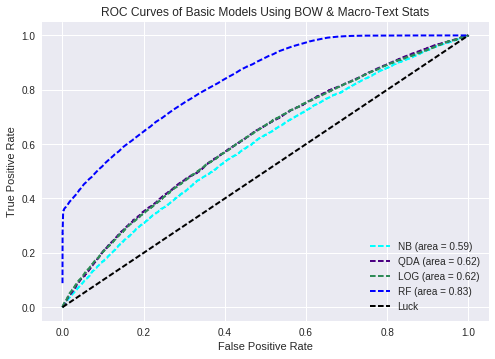 ROC Curves of Basic Models Using BOW & Macro-Text Stats
1.0
0.8
0.6
0.4
0.2
0.0
True Positive Rate
NB (area = 0.59)
QDA (area = 0.62)
LOG (area = 0.62)
RF (area = 0.83)
Luck
0.0 0.2 0.4 0.6 0.8 1.0
False Positive Rate